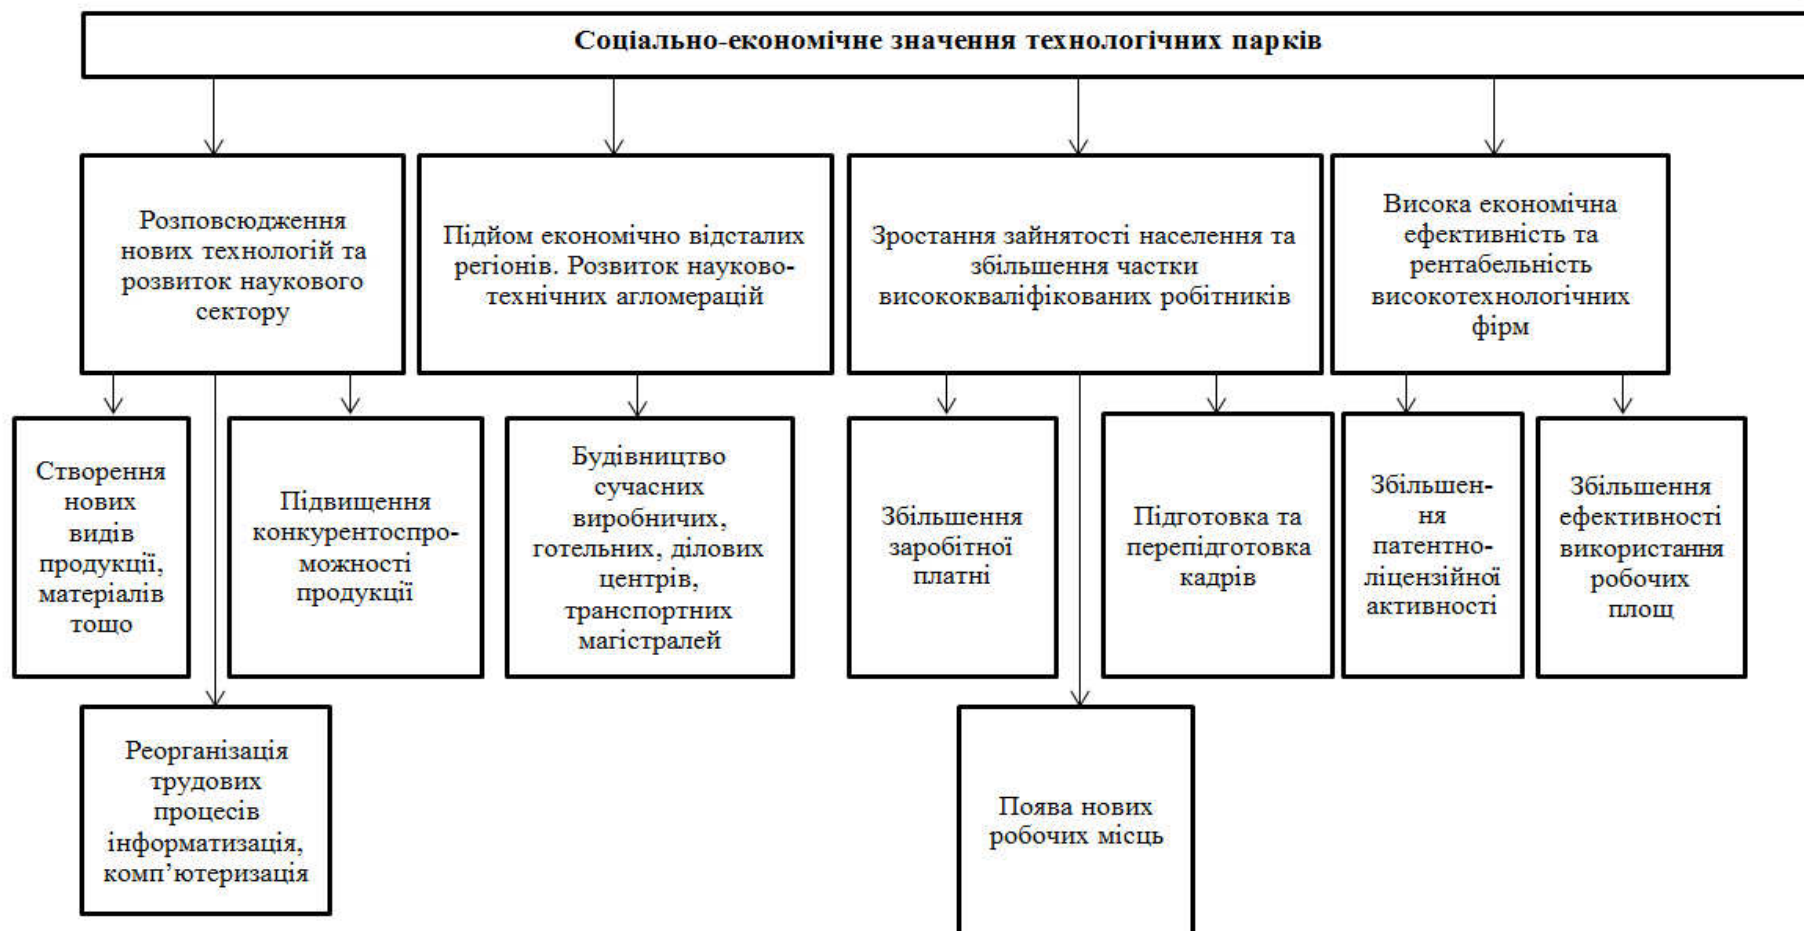 Соціально-економічне значення технологічних парків
Розповсюдження
нових технологій та
розвиток наукового
сектору
Підйом економічно відсталих
регіонів. Розвиток науково-
технічних агломерацій
Зростання зайнятості населення та
збільшення частки
висококваліфікованих робітників
Висока економічна
ефективність та
рентабельність
високотехнологічних
фірм
Створення
нових
видів
продукції,
матеріалів
тощо
Підвищення
конкурентоспро-
можності
продукції
Будівництво
сучасних
виробничих,
готельних, ділових
центрів,
транспортних
магістралей
Збільшення
заробітної
платні
Підготовка та
перепідготовка
кадрів
Збільшен-
ня
патентно-
ліцензійної
активності
Збільшення
ефективності
використання
робочих
площ
Реорганізація
трудових
процесів
інформатизація,
комп’ютеризація
Поява нових
робочих місць